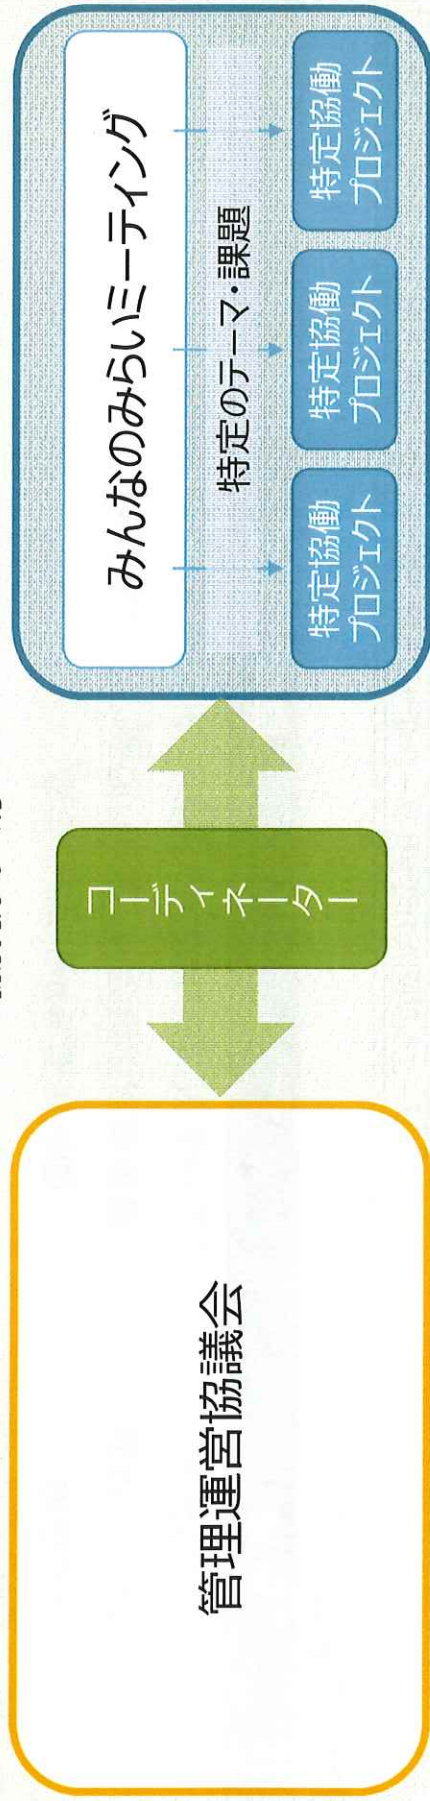 管理運営協議会
コーディネーター
みんなのみらいミーティング
特定のテーマ・課題
特定協働
プロジェクト
特定協働
プロジェクト
特定協働
プロジェクト